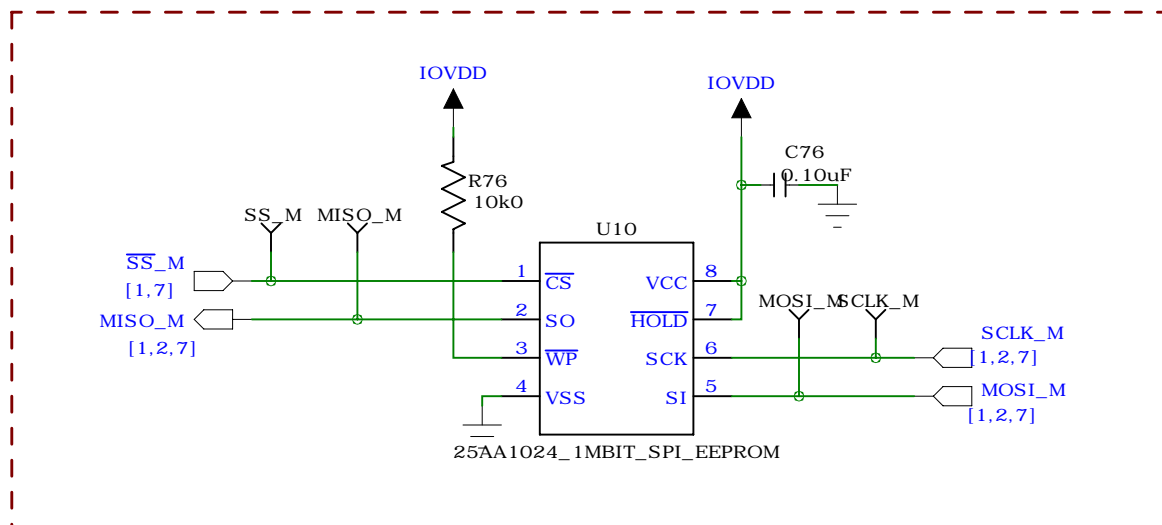 IOVDD
IOVDD
C76
0.10uF
R76
10k0
SS_M
MISO_M
U10
SS_M
[1,7]
1
CS
VCC
8
MISO_M
[1,2,7]
2
SO
HOLD
7
MOSI_M
SCLK_M
3
WP
SCK
6
SCLK_M
[1,2,7]
4
VSS
SI
5
MOSI_M
[1,2,7]
25AA1024_1MBIT_SPI_EEPROM